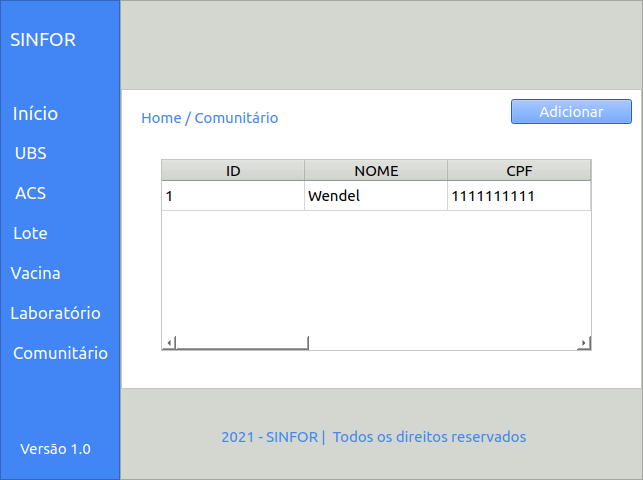 SINFOR
Início
UBS
ACS
Lote
Vacina
Laboratório
Comunitário
Versão 1.0
Home / Comunitário
Adicionar
ID NOME CPF
1 Wendel 1111111111
2021 - SINFOR | Todos os direitos reservados